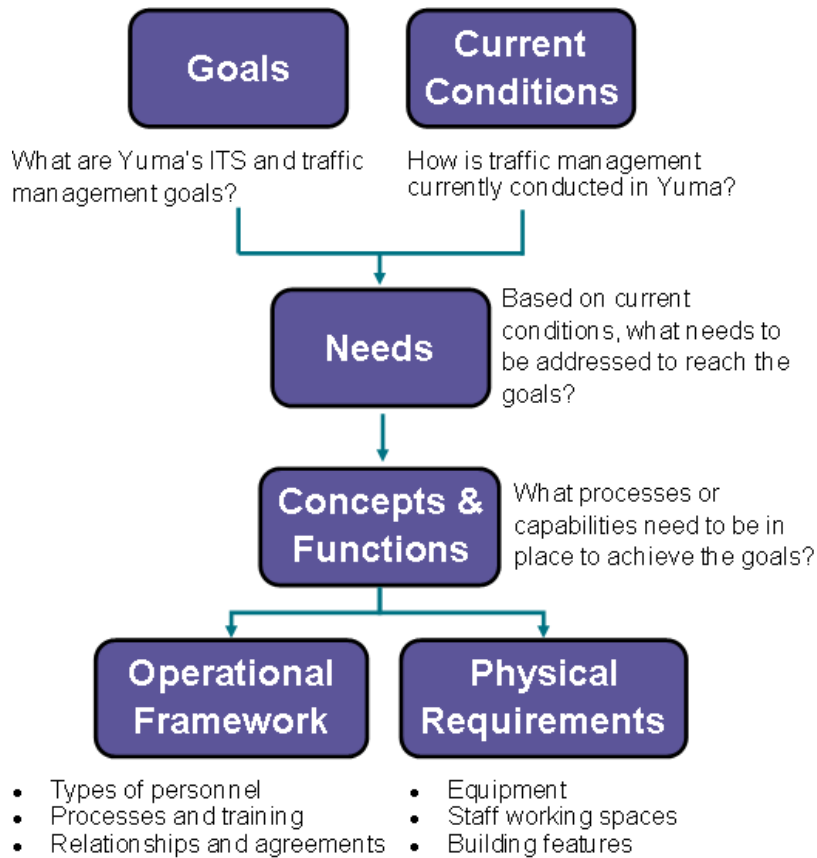 Goals
Current
Conditions
What are Yuma's ITS and traffic
management goals?
How is traffic management
currently conducted in Yuma?
Needs
Based on current
conditions, what needs to
be addressed to reach the
goals?
Concepts &
Functions
What processes or
capabilities need to be in
place to achieve the goals?
Operational
Framework
Physical
Requirements
• Types of personnel
• Processes and training
• Relationships and agreements
• Equipment
• Staff working spaces
• Building features